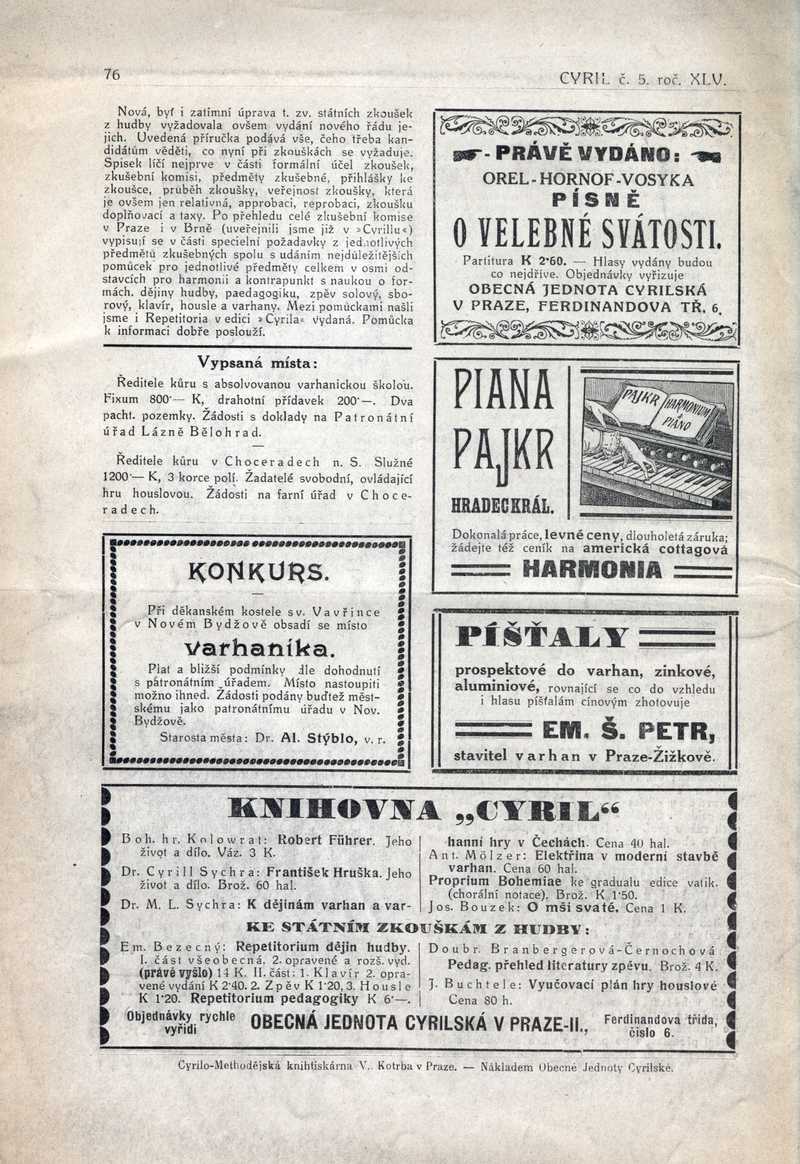 76
CYRIL č. 5. roč. XLV.
Nová, byť i zatímní úprava t. zv. státních zkoušek
z hudby vyžadovala ovšem vydání nového řádu je-
jich. Uvedená příručka podává vše, čeho třeba kan-
didátům věděti, co nyní při zkouškách se vyžaduje.
Spisek líčí nejprve v části formální účel zkoušek,
zkušební komisi, předměty zkušebné, přihlášky ke
zkoušce, průběh zkoušky, veřejnost zkoušky, která
je ovšem jen relativná, approbaci, reprobaci, zkoušku
doplňovací a taxy. Po přehledu celé zkušební komise
v Praze i v Brně (uveřejnili jsme již v »Cyrillu«)
vypisují se v části specielní požadavky z jednotlivých
předmětů zkušebných spolu s udáním nejdůležitějších
pomůcek pro jednotlivé předměty celkem v osmi od-
stavcích pro harmonii a kontrapunkt s naukou o for-
mách, dějiny hudby, paedagogiku, zpěv solový, sbo-
rový, klavír, housle a varhany. Mezi pomůckami našli
jsme i Repetitoria v edici »Cyrila« vydaná. Pomůcka
k informaci dobře poslouží.
Vypsaná místa:
Ředitele kůru s absolvovanou varhanickou školou.
Fixum 800·— K, drahotní přídavek 200·—. Dva
pacht. pozemky. Žádosti s doklady na Patronátní
úřad Lázně Bělohrad.
Ředitele kůru v Choceradech n. S. Služné
1200·— K, 3 korce polí. Žadatelé svobodní, ovládající
hru houslovou. Žádosti na farní úřad v Choce-
radech.
KONKURS.
Při děkanském kostele sv. Vavřince
v Novém Bydžově obsadí se místo
varhaníka.
Plat a bližší podmínky dle dohodnutí
s patronátním úřadem. Místo nastoupiti
možno ihned. Žádosti podány buďtež měst-
skému jako patronátnímu úřadu v Nov.
Bydžově.
Starosta města: Dr. Al. Stýblo, v. r.
- PRÁVĚ VYDÁNO: -
OREL-HORNOF-VOSYKA
PÍSNĚ
O VELEBNÉ SVÁTOSTI.
Partitura K 2·60. — Hlasy vydány budou
co nejdříve. Objednávky vyřizuje
OBECNÁ JEDNOTA CYRILSKÁ
V PRAZE, FERDINANDOVA TŘ. 6.
PIANA
PAJKR
HRADEC KRÁL.
PAJKR
HARMONIUM
A
PIÁNO
Dokonalá práce, levné ceny, dlouholetá záruka;
žádejte též ceník na americká cottagová
HARMONIA
PÍŠŤALY
prospektové do varhan, zinkové,
aluminiové, rovnající se co do vzhledu
i hlasu píšťalám cínovým zhotovuje
EM. Š. PETR,
stavitel varhan v Praze-Žižkově.
KNIHOVNA „CYRIL“
Boh. hr. Kolowrat: Robert Führer. Jeho
život a dílo. Váz. 3 K.
Dr. Cyrill Sychra: František Hruška. Jeho
život a dílo. Brož. 60 hal.
Dr. M. L. Sychra: K dějinám varhan a var-
hanní hry v Čechách. Cena 40 hal.
Ant. Mölzer: Elektřina v moderní stavbě
varhan. Cena 60 hal.
Proprium Bohemiae ke gradualu edice vatik.
(chorální notace). Brož. K 1·50.
Jos. Bouzek: O mši svaté. Cena 1 K.
KE STÁTNÍM ZKOUŠKÁM Z HUDBY:
Em. Bezecný: Repetitorium dějin hudby.
I. část všeobecná. 2. opravené a rozš. vyd.
(právě vyšlo) 14 K. II. část: 1. Klavír 2. opra-
vené vydání K 2·40. 2. Zpěv K 1·20, 3. Housle
K 1·20. Repetitorium pedagogiky K 6·—.
Doubr. Branbergerová-Černochová
Pedag. přehled literatury zpěvu. Brož. 4 K.
J. Buchtele: Vyučovací plán hry houslové
Cena 80 h.
Objednávky rychle
vyřídí
OBECNÁ JEDNOTA CYRILSKÁ V PRAZE-II.,
Ferdinandova třída,
číslo 6.
Cyrilo-Methodějská knihtiskárna V. Kotrba v Praze. — Nákladem Obecné Jednoty Cyrilské.